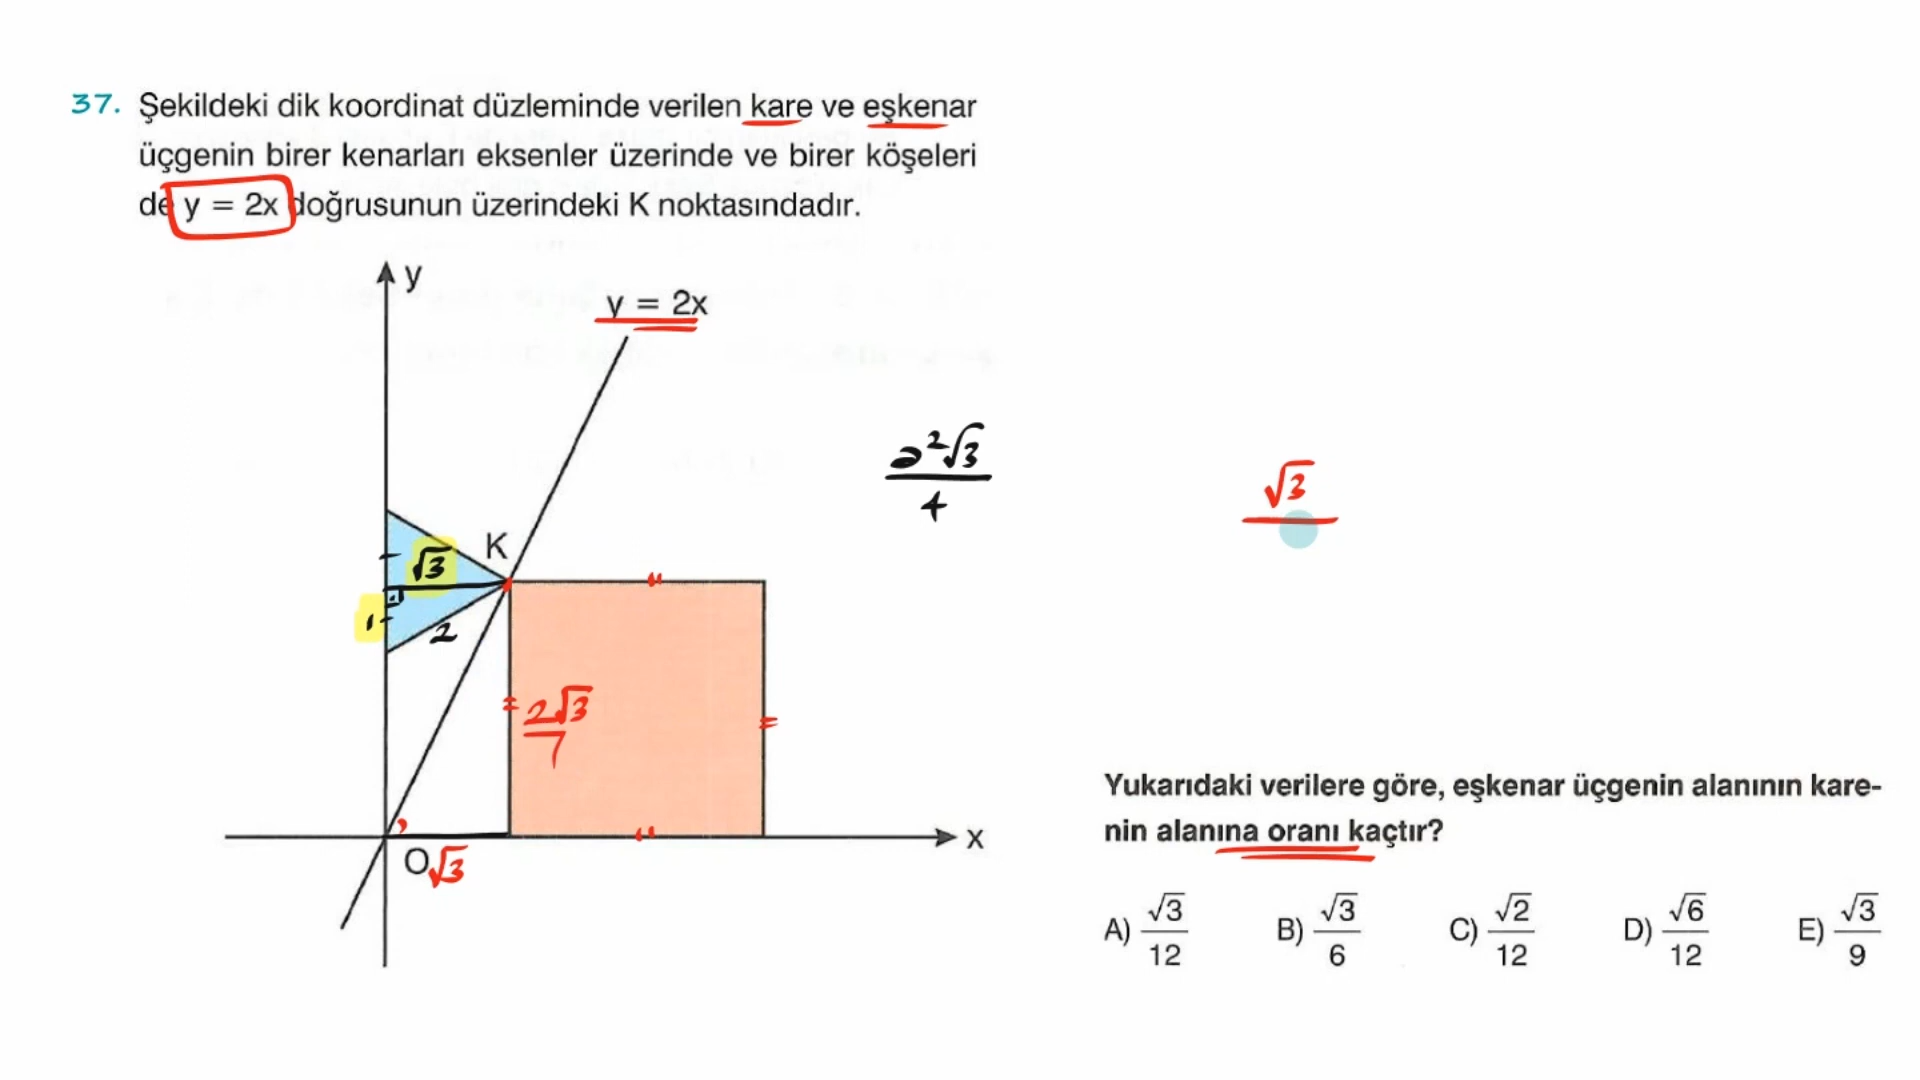 37. Şekildeki dik koordinat düzleminde verilen kare ve eşkenar
üçgenin birer kenarları eksenler üzerinde ve birer köşeleri
de y = 2x doğrusunun üzerindeki K noktasındadır.
y
y = 2x
a²√3
4
√3
K
√3
1
2
2√3
1
O
√3
x
Yukarıdaki verilere göre, eşkenar üçgenin alanının kare-
nin alanına oranı kaçtır?
A) √3/12 B) √3/6 C) √2/12 D) √6/12 E) √3/9